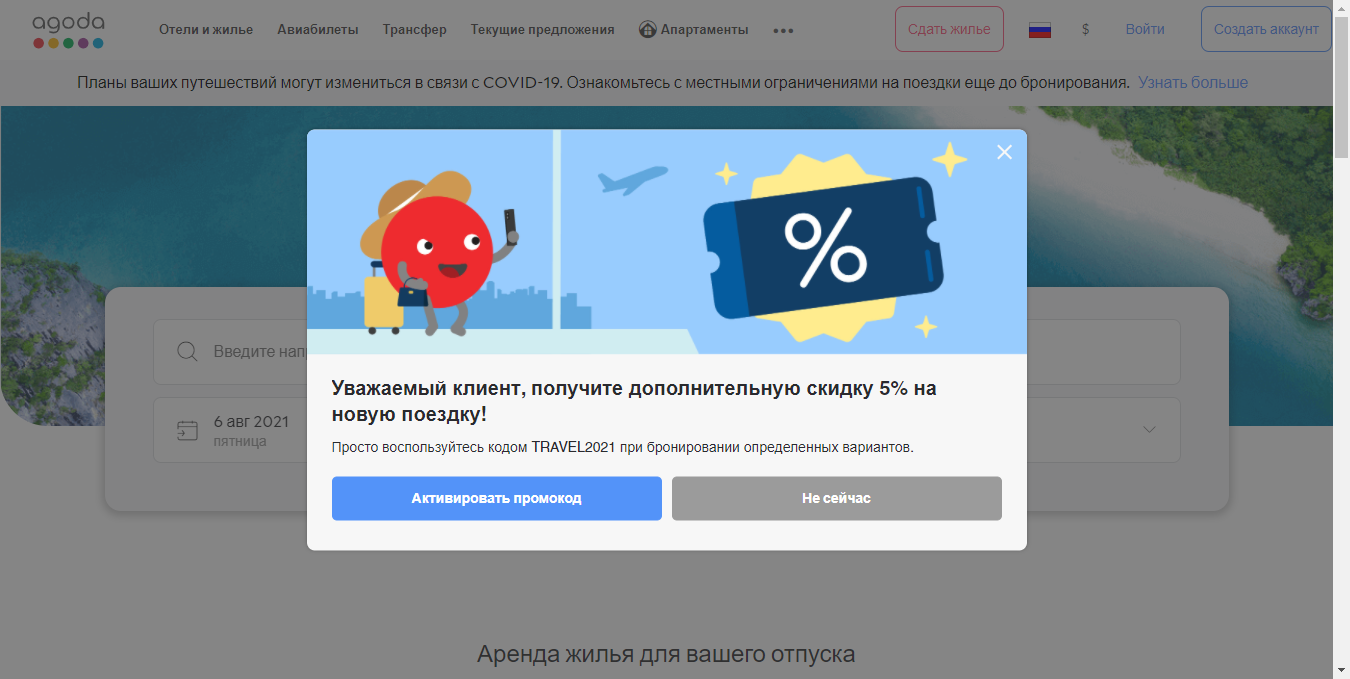 agoda
Отели и жилье
Авиабилеты
Трансфер
Текущие предложения
Апартаменты
Сдать жилье
$
Войти
Создать аккаунт
Планы ваших путешествий могут измениться в связи с COVID-19. Ознакомьтесь с местными ограничениями на поездки еще до бронирования. Узнать больше
%
Введите
6 авг 2021
пятница
Уважаемый клиент, получите дополнительную скидку 5% на
новую поездку!
Просто воспользуйтесь кодом TRAVEL2021 при бронировании определенных вариантов.
Активировать промокод
Не сейчас
Аренда жилья для вашего отпуска